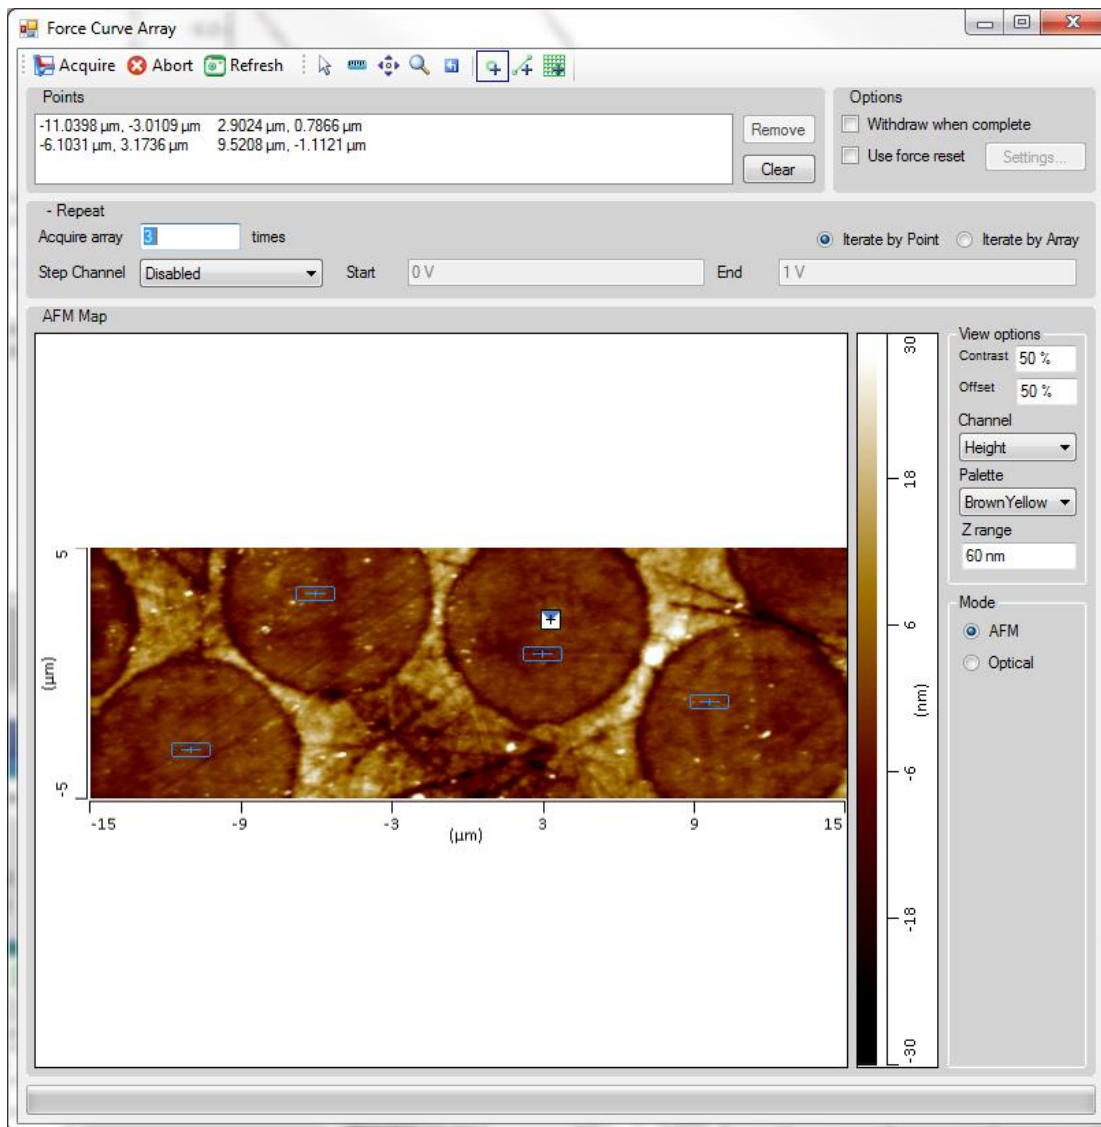 Force Curve Array
Acquire Abort Refresh
Points
-11.0398 µm, -3.0109 µm 2.9024 µm, 0.7866 µm
-6.1031 µm, 3.1736 µm 9.5208 µm, -1.1121 µm
Remove
Clear
Options
Withdraw when complete
Use force reset Settings...
- Repeat
Acquire array 3 times Iterate by Point Iterate by Array
Step Channel Disabled Start 0 V End 1 V
AFM Map
5
(µm)
-5
-15 -9 -3 3 9 15
(µm)
30
18
6
(nm)
-6
-18
-30
View options
Contrast 50 %
Offset 50 %
Channel
Height
Palette
BrownYellow
Z range
60 nm
Mode
AFM
Optical